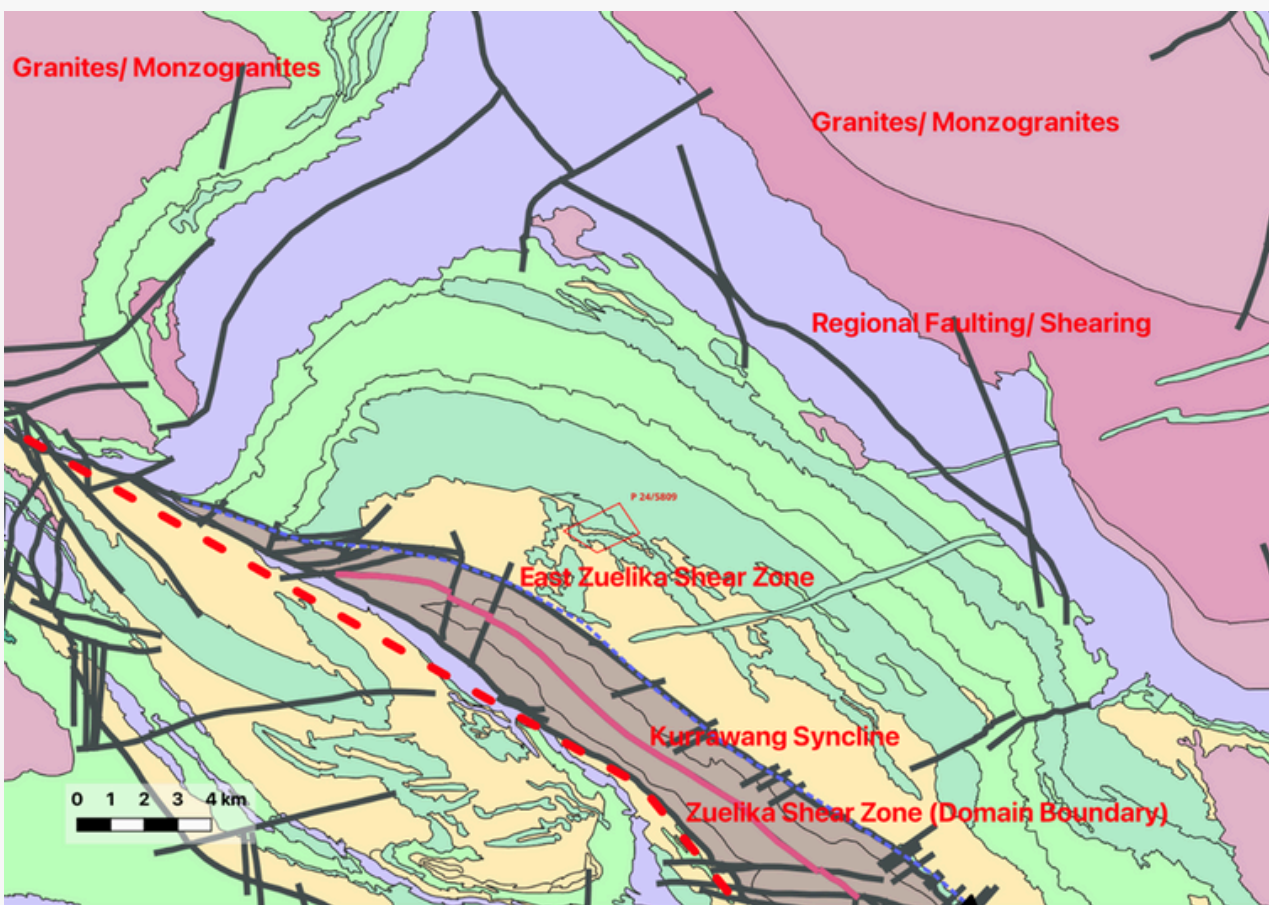 Granites/ Monzogranites
Granites/ Monzogranites
Regional Faulting/ Shearing
P 24/5809
East Zuelika Shear Zone
Kurrawang Syncline
0 1 2 3 4 km
Zuelika Shear Zone (Domain Boundary)